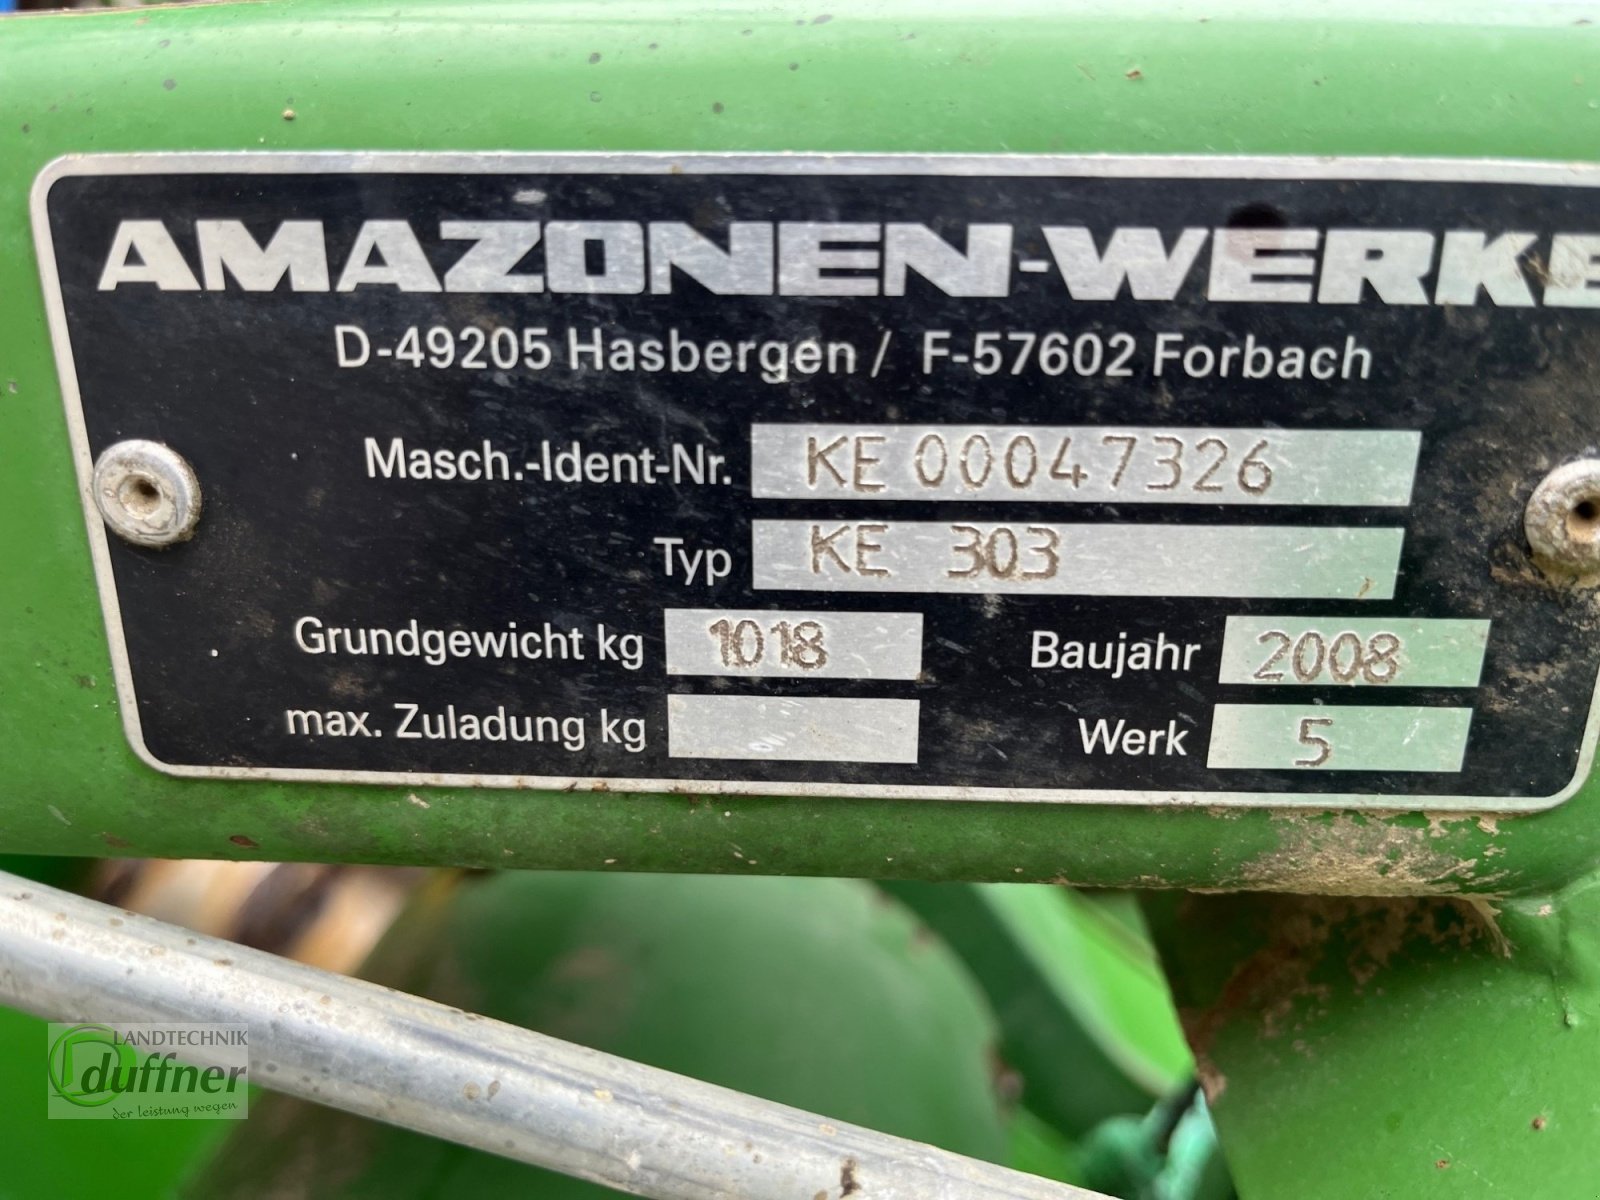 AMAZONEN-WERKE
D-49205 Hasbergen / F-57602 Forbach
Masch.-Ident-Nr. KE 00047326
Typ KE 303
Grundgewicht kg 1018 Baujahr 2008
max. Zuladung kg Werk 5
LANDTECHNIK
duffner
der leistung wegen